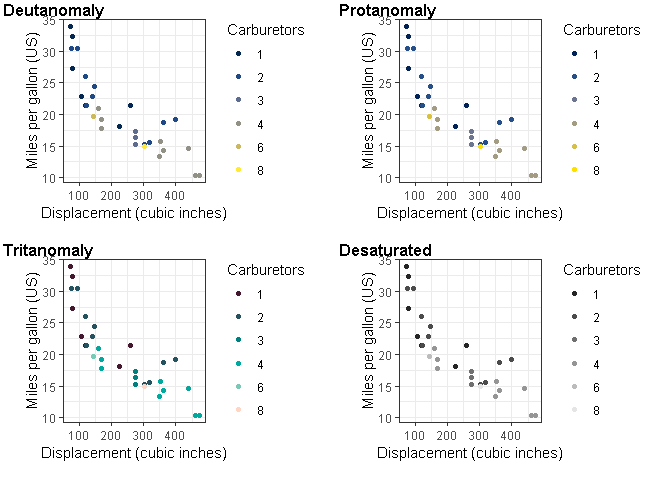 Deutanomaly
Miles per gallon (US)
35
30
25
20
15
10
100 200 300 400
Displacement (cubic inches)
Carburetors
1
2
3
4
6
8
Protanomaly
Miles per gallon (US)
35
30
25
20
15
10
100 200 300 400
Displacement (cubic inches)
Carburetors
1
2
3
4
6
8
Tritanomaly
Miles per gallon (US)
35
30
25
20
15
10
100 200 300 400
Displacement (cubic inches)
Carburetors
1
2
3
4
6
8
Desaturated
Miles per gallon (US)
35
30
25
20
15
10
100 200 300 400
Displacement (cubic inches)
Carburetors
1
2
3
4
6
8